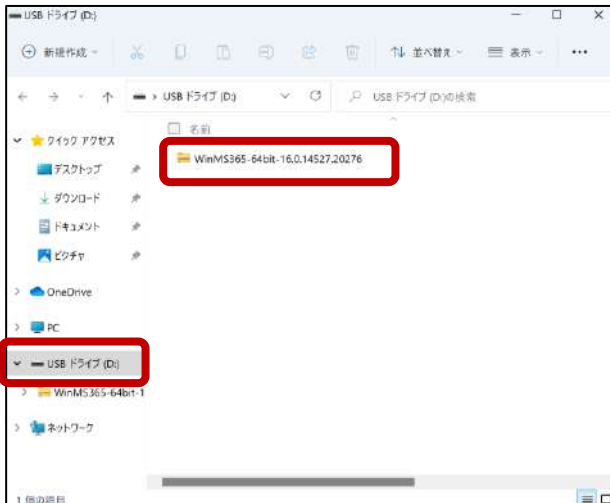 USB ドライブ (D:)
新規作成
並べ替え
表示
USB ドライブ (D:)
USB ドライブ (D:)の検索
名前
クイック アクセス
WinMS365-64bit-16.0.14527.20276
デスクトップ
ダウンロード
ドキュメント
ピクチャ
OneDrive
PC
USB ドライブ (D:)
WinMS365-64bit-1
ネットワーク
1 個の項目